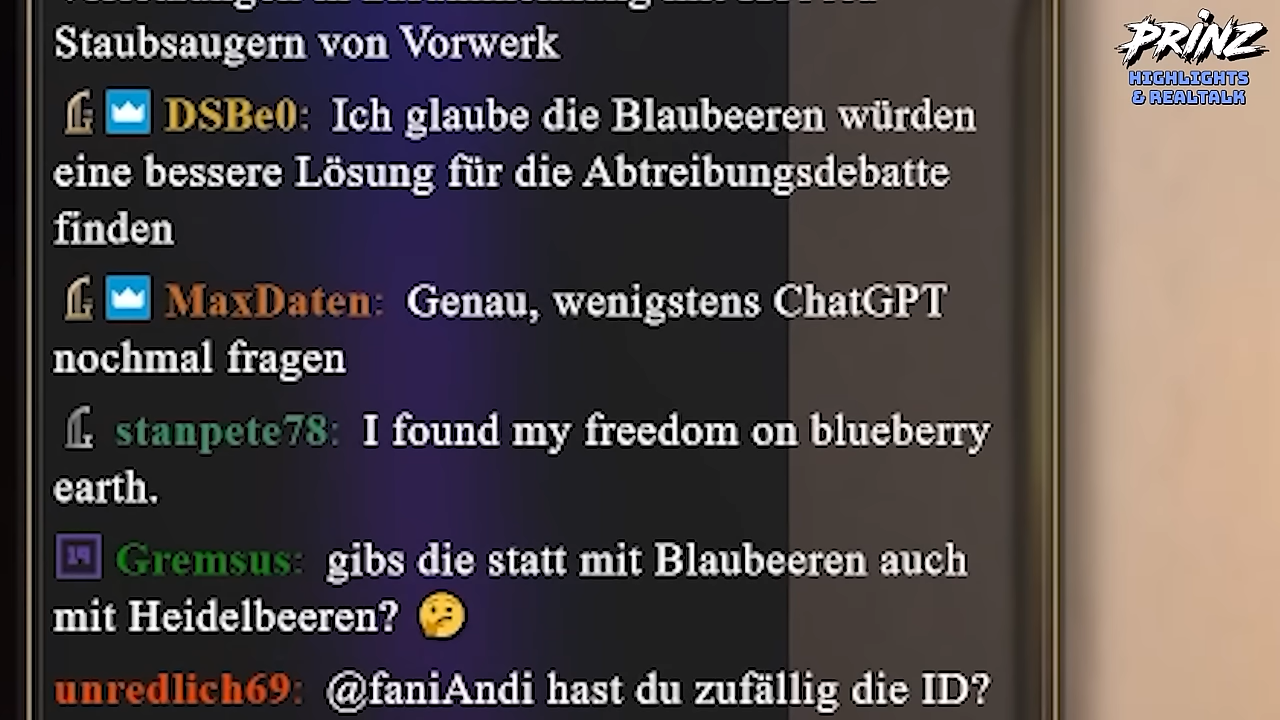 Staubsaugern von Vorwerk
DSBe0: Ich glaube die Blaubeeren würden
eine bessere Lösung für die Abtreibungsdebatte
finden
MaxDaten: Genau, wenigstens ChatGPT
nochmal fragen
stanpete78: I found my freedom on blueberry
earth.
19 Gremsus: gibs die statt mit Blaubeeren auch
mit Heidelbeeren? 🤔
unredlich69: @faniAndi hast du zufällig die ID?
PRINZ
HIGHLIGHTS
& REALTALK